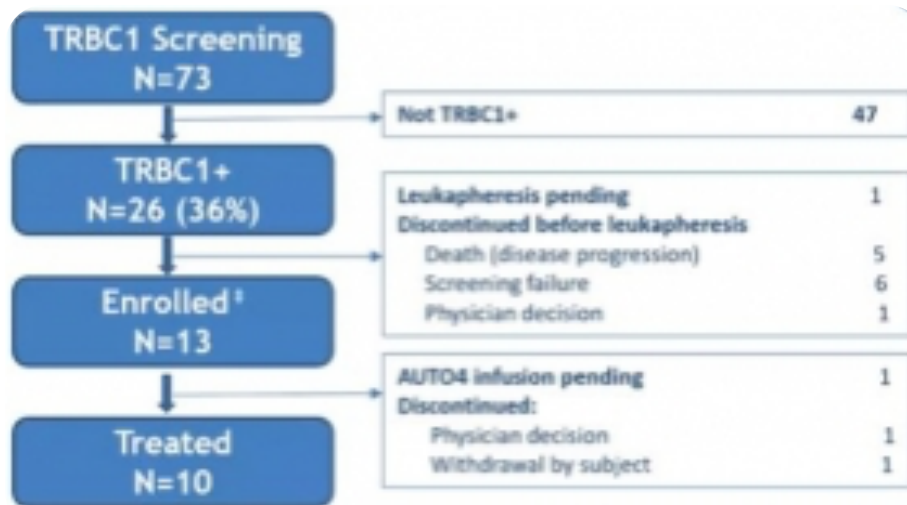 TRBC1 Screening
N=73
Not TRBC1+ 47
TRBC1+
N=26 (36%)
Leukapheresis pending 1
Discontinued before leukapheresis
Death (disease progression) 5
Screening failure 6
Physician decision 1
Enrolled‡
N=13
AUTO4 infusion pending 1
Discontinued:
Physician decision 1
Withdrawal by subject 1
Treated
N=10